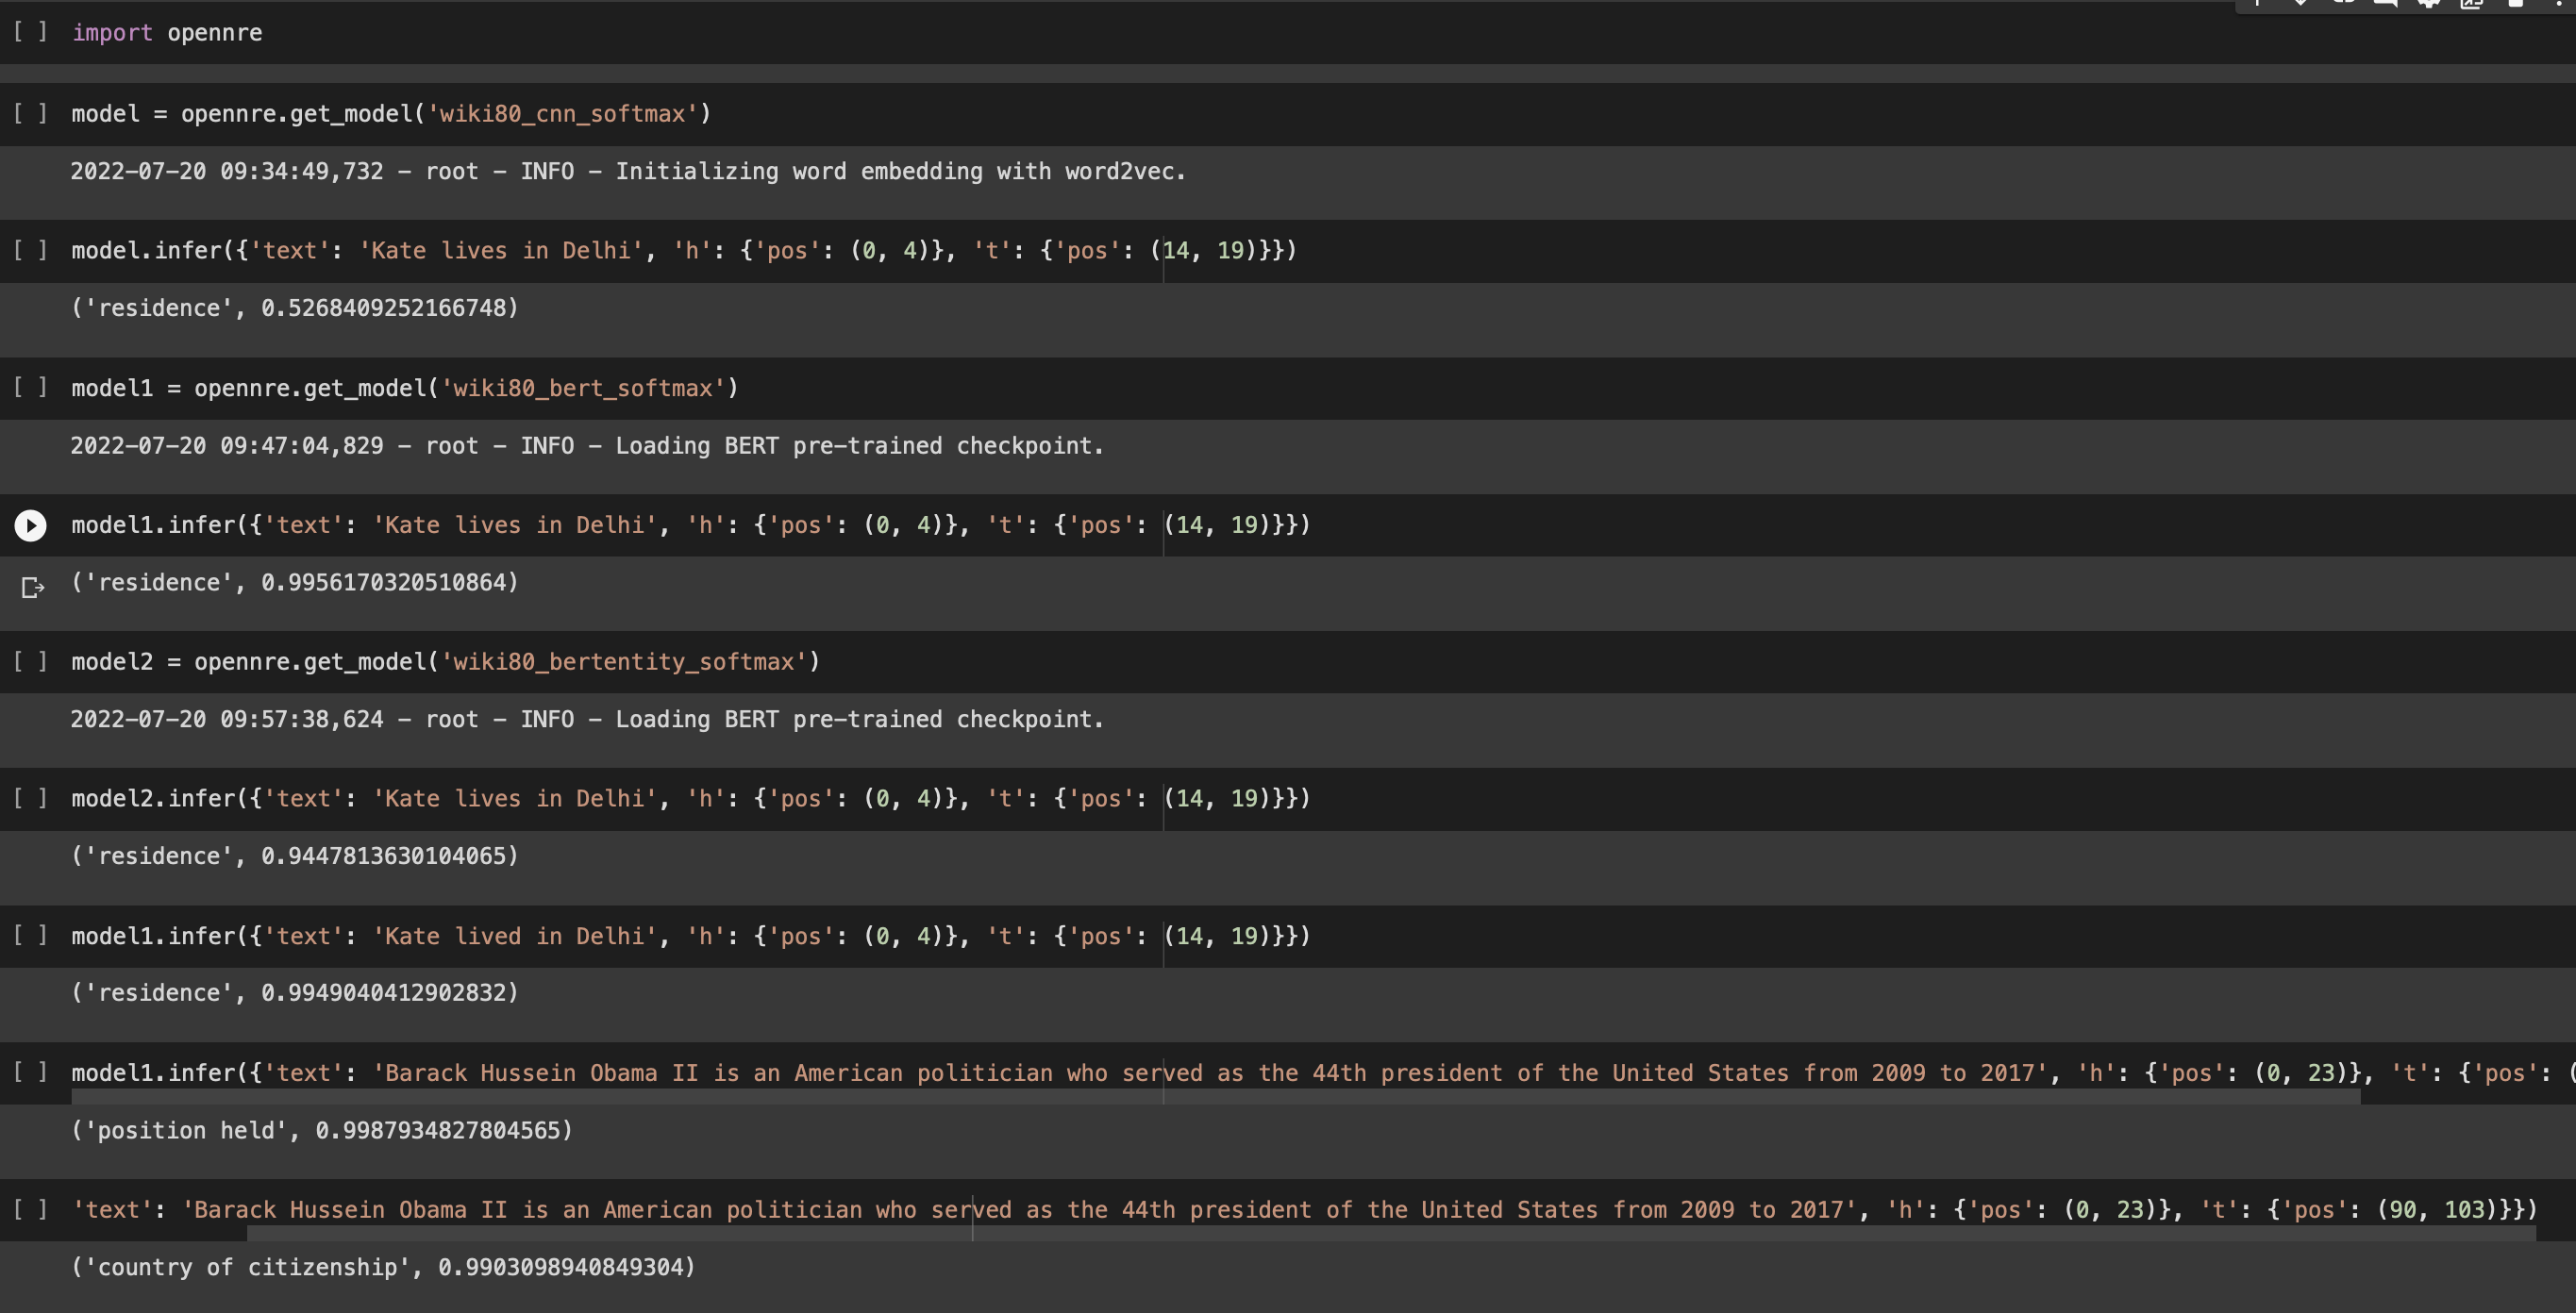 [ ] import opennre
[ ] model = opennre.get_model('wiki80_cnn_softmax')
2022-07-20 09:34:49,732 - root - INFO - Initializing word embedding with word2vec.
[ ] model.infer({'text': 'Kate lives in Delhi', 'h': {'pos': (0, 4)}, 't': {'pos': (14, 19)}})
('residence', 0.5268409252166748)
[ ] model1 = opennre.get_model('wiki80_bert_softmax')
2022-07-20 09:47:04,829 - root - INFO - Loading BERT pre-trained checkpoint.
model1.infer({'text': 'Kate lives in Delhi', 'h': {'pos': (0, 4)}, 't': {'pos': (14, 19)}})
('residence', 0.9956170320510864)
[ ] model2 = opennre.get_model('wiki80_bertentity_softmax')
2022-07-20 09:57:38,624 - root - INFO - Loading BERT pre-trained checkpoint.
[ ] model2.infer({'text': 'Kate lives in Delhi', 'h': {'pos': (0, 4)}, 't': {'pos': (14, 19)}})
('residence', 0.9447813630104065)
[ ] model1.infer({'text': 'Kate lived in Delhi', 'h': {'pos': (0, 4)}, 't': {'pos': (14, 19)}})
('residence', 0.9949040412902832)
[ ] model1.infer({'text': 'Barack Hussein Obama II is an American politician who served as the 44th president of the United States from 2009 to 2017', 'h': {'pos': (0, 23)}, 't': {'pos': (
('position held', 0.9987934827804565)
[ ] 'text': 'Barack Hussein Obama II is an American politician who served as the 44th president of the United States from 2009 to 2017', 'h': {'pos': (0, 23)}, 't': {'pos': (90, 103)}})
('country of citizenship', 0.9903098940849304)